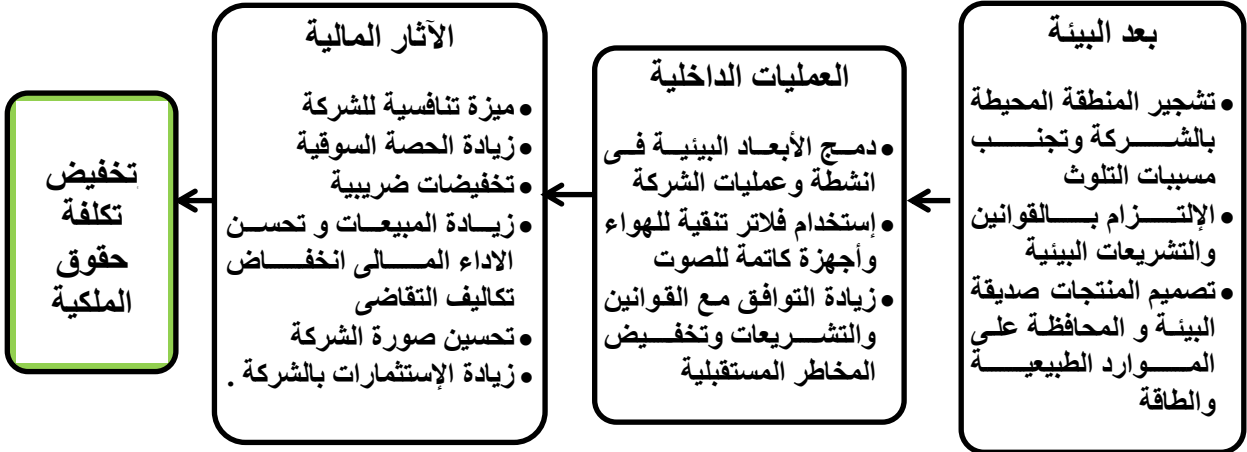 بعد البيئة
• تشجير المنطقة المحيطة
بالشركة وتجنب
مسببات التلوث
• الإلتزام بالقوانين
والتشريعات البيئية
• تصميم المنتجات صديقة
البيئة و المحافظة على
الموارد الطبيعية
والطاقة
العمليات الداخلية
• دمج الأبعاد البيئية فى
انشطة وعمليات الشركة
• إستخدام فلاتر تنقية للهواء
وأجهزة كاتمة للصوت
• زيادة التوافق مع القوانين
والتشريعات وتخفيض
المخاطر المستقبلية
الآثار المالية
• ميزة تنافسية للشركة
• زيادة الحصة السوقية
• تخفيضات ضريبية
• زيادة المبيعات و تحسن
الاداء المالى انخفاض
تكاليف التقاضى
• تحسين صورة الشركة
• زيادة الإستثمارات بالشركة .
تخفيض
تكلفة
حقوق
الملكية